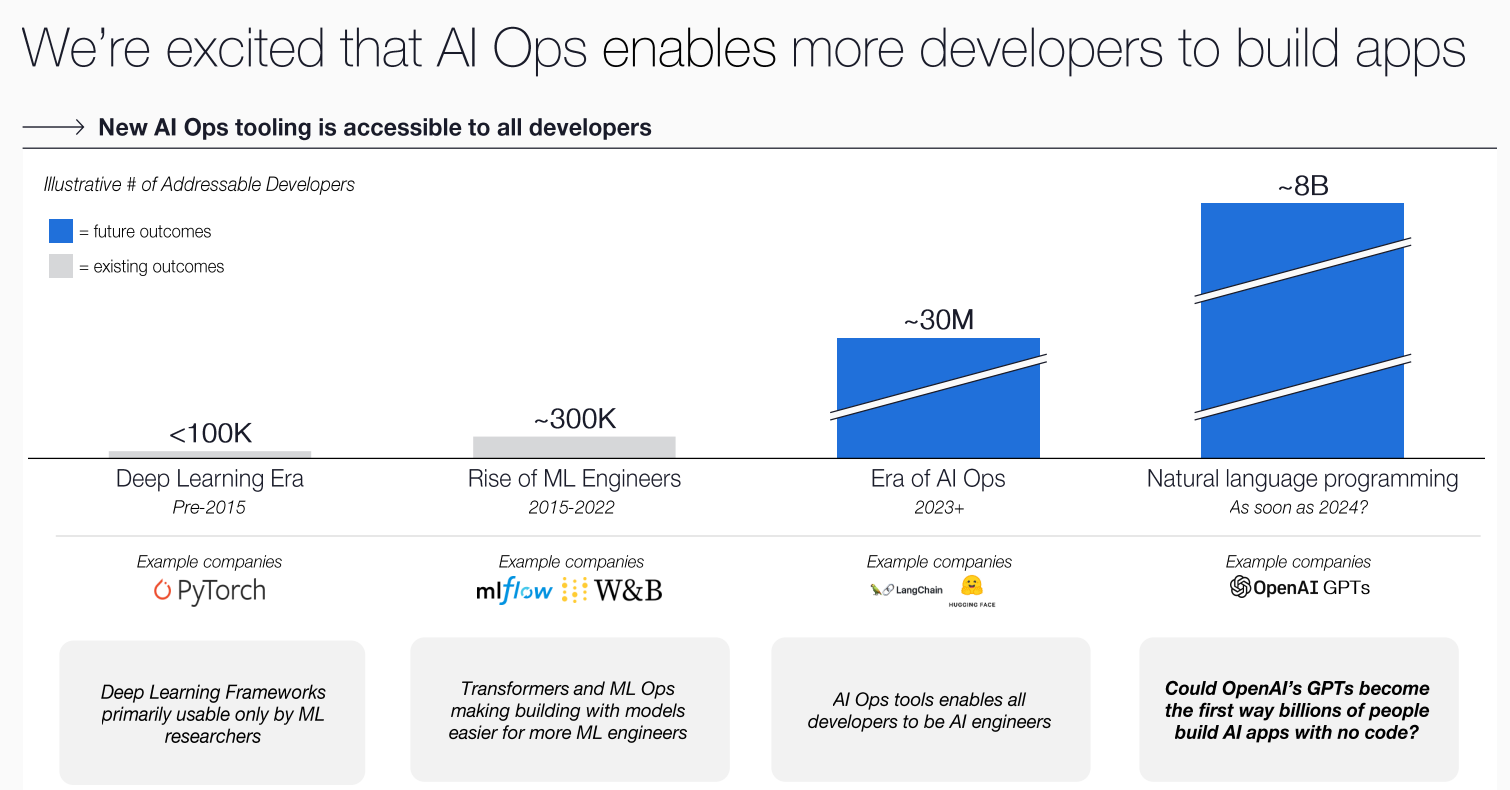 We're excited that AI Ops enables more developers to build apps
New AI Ops tooling is accessible to all developers
Illustrative # of Addressable Developers
= future outcomes
= existing outcomes
<100K
~300K
~30M
~8B
Deep Learning Era
Pre-2015
Rise of ML Engineers
2015-2022
Era of AI Ops
2023+
Natural language programming
As soon as 2024?
Example companies
PyTorch
Example companies
mlflow W&B
Example companies
LangChain
HUGGING FACE
Example companies
OpenAI GPTs
Deep Learning Frameworks
primarily usable only by ML
researchers
Transformers and ML Ops
making building with models
easier for more ML engineers
AI Ops tools enables all
developers to be AI engineers
Could OpenAI's GPTs become
the first way billions of people
build AI apps with no code?